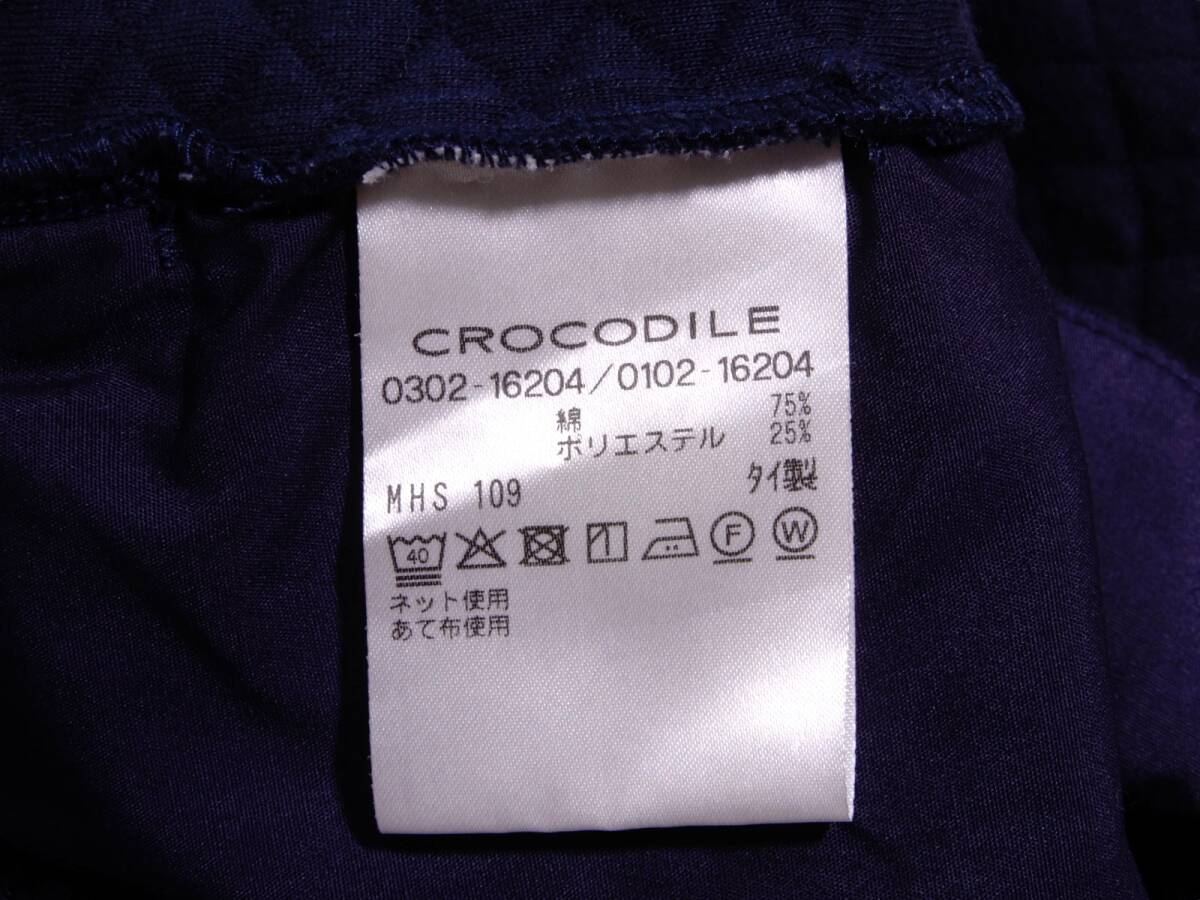 CROCODILE
0302-16204/0102-16204
綿 75%
ポリエステル 25%
MHS 109 タイ製
40 F W
ネット使用
あて布使用